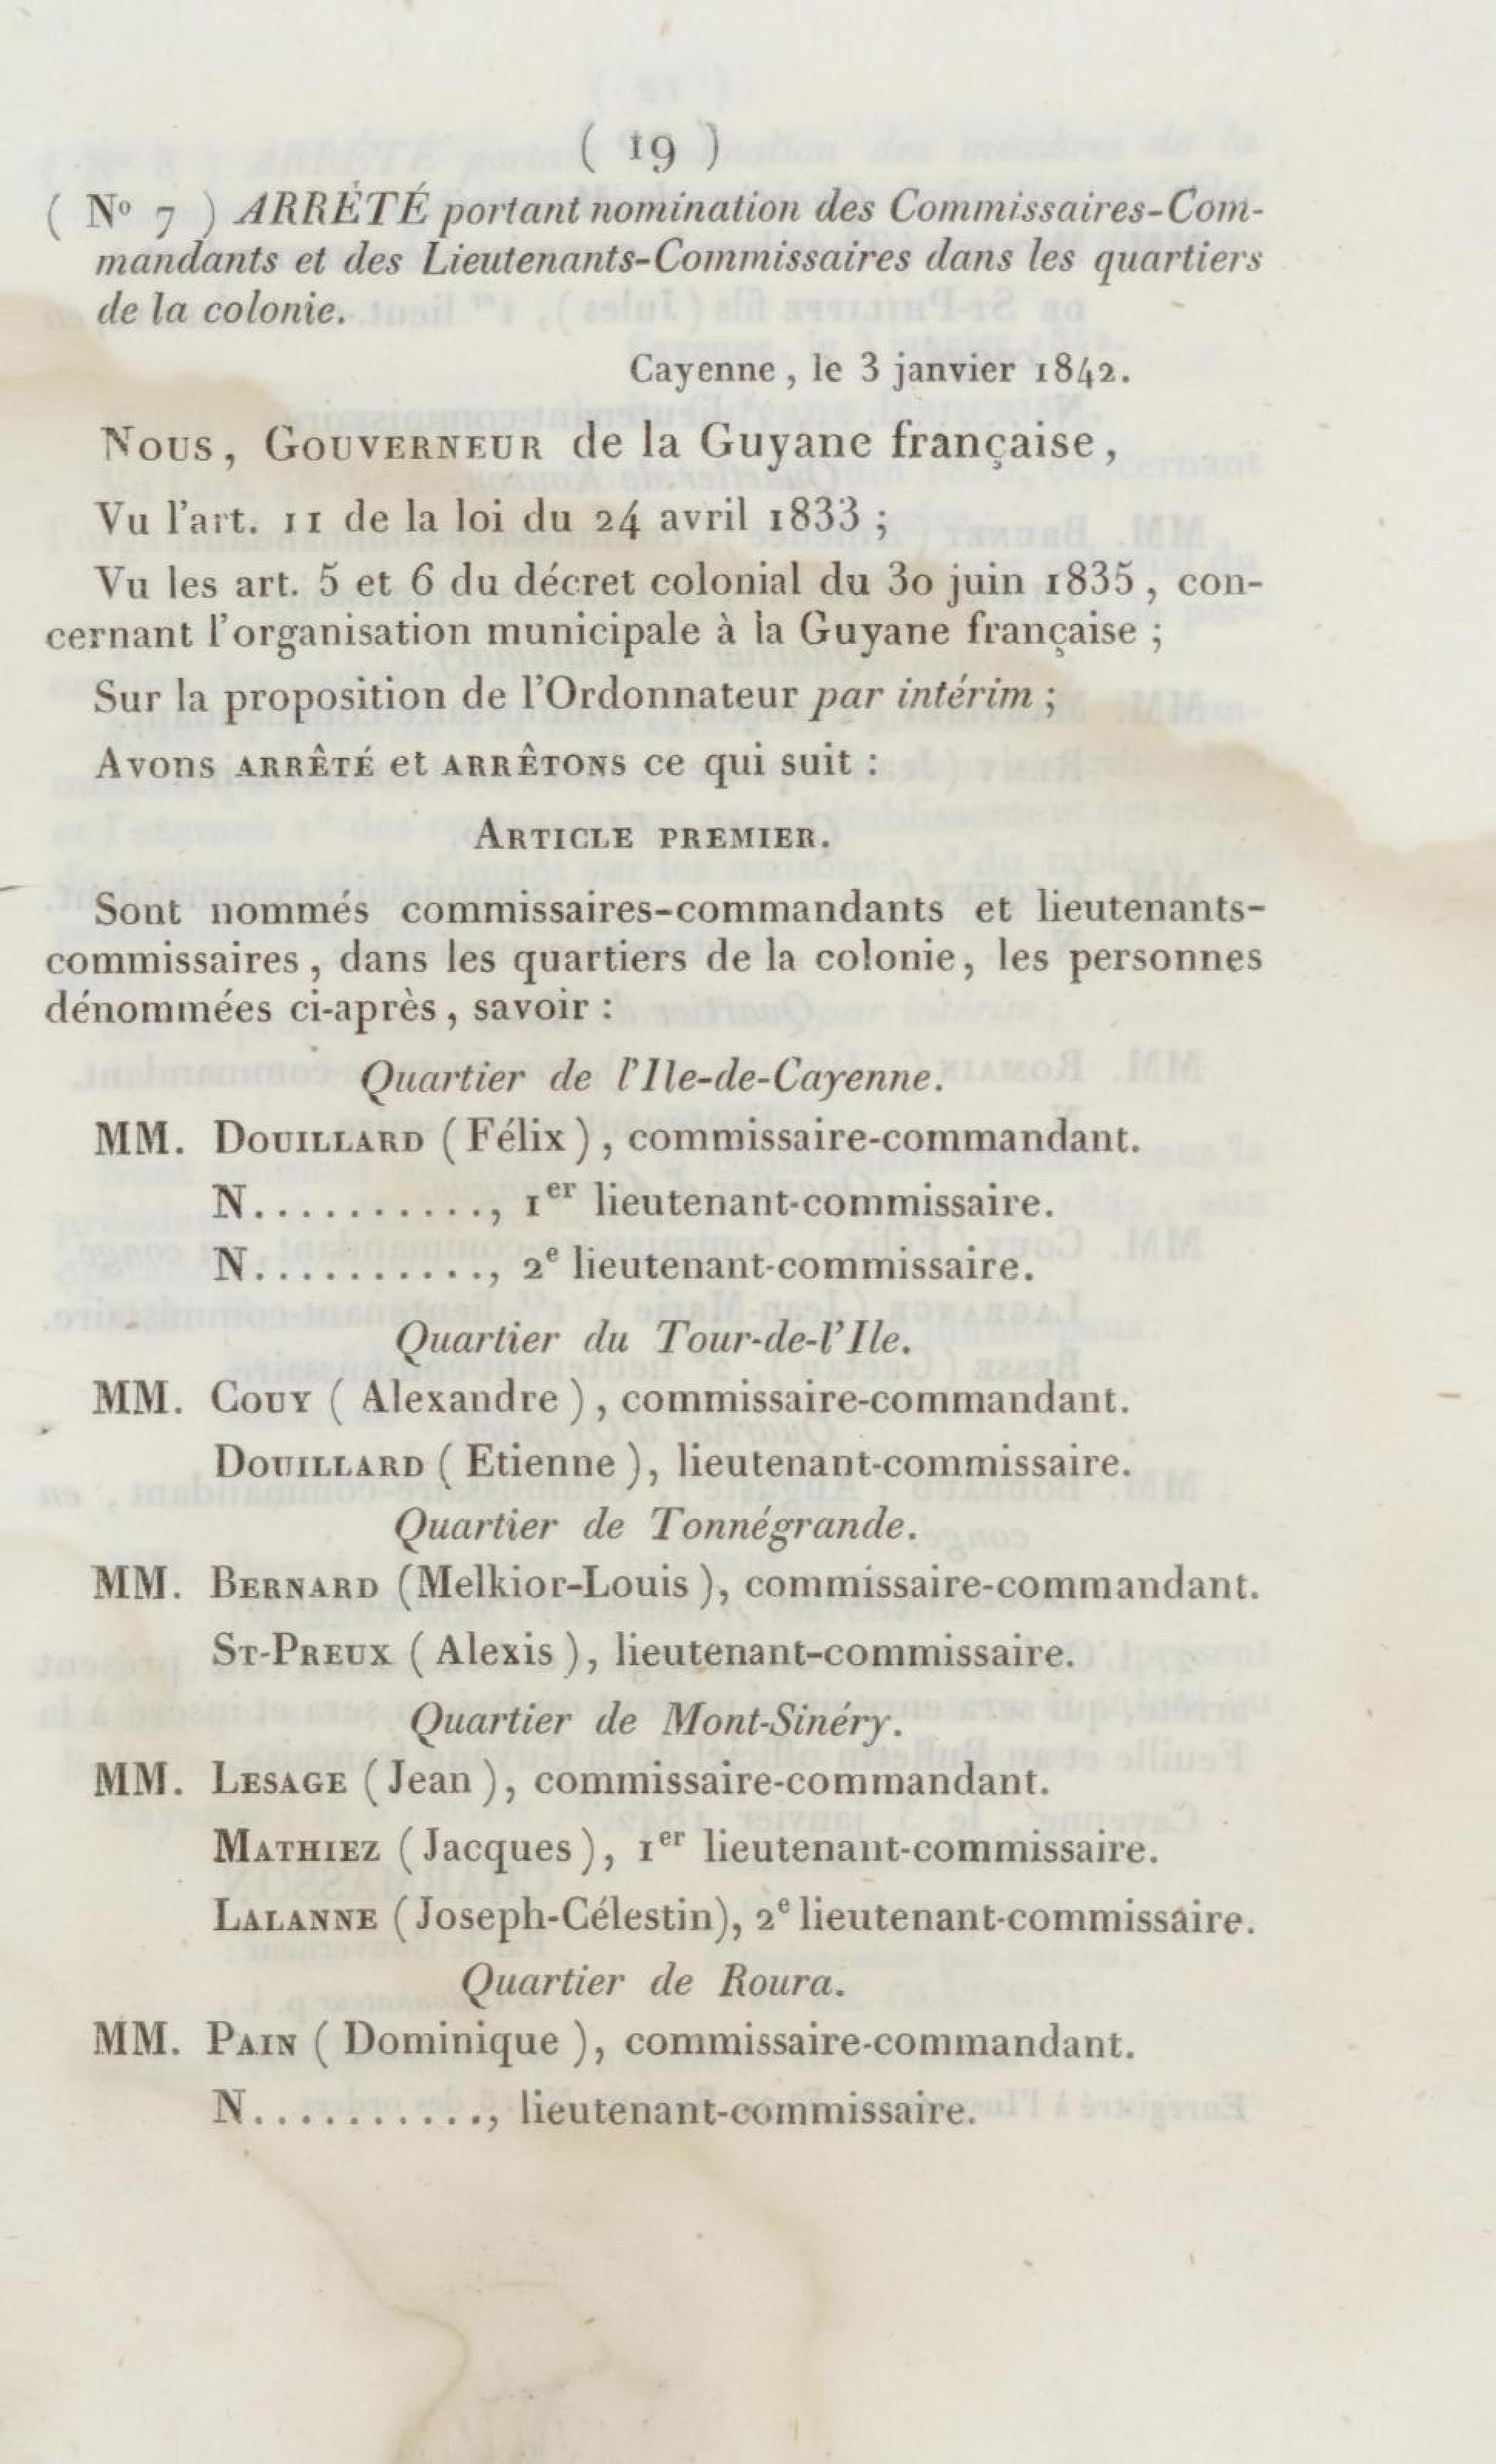 ( 19 )
( Nº 7 ) ARRÊTÉ portant nomination des Commissaires-Com-
mandants et des Lieutenants-Commissaires dans les quartiers
de la colonie.
Cayenne, le 3 janvier 1842.
NOUS, GOUVERNEUR de la Guyane française,
Vu l'art. 11 de la loi du 24 avril 1833 ;
Vu les art. 5 et 6 du décret colonial du 30 juin 1835, con-
cernant l'organisation municipale à la Guyane française ;
Sur la proposition de l'Ordonnateur par intérim ;
Avons ARRÊTÉ et ARRÊTONS ce qui suit :
ARTICLE PREMIER.
Sont nommés commissaires-commandants et lieutenants-
commissaires, dans les quartiers de la colonie, les personnes
dénommées ci-après, savoir :
Quartier de l'Ile-de-Cayenne.
MM. DOUILLARD (Félix), commissaire-commandant.
N..........., 1er lieutenant-commissaire.
N..........., 2e lieutenant-commissaire.
Quartier du Tour-de-l'Ile.
MM. COUY ( Alexandre ), commissaire-commandant.
DOUILLARD ( Etienne ), lieutenant-commissaire.
Quartier de Tonnégrande.
MM. BERNARD (Melkior-Louis ), commissaire-commandant.
ST-PREUX ( Alexis ), lieutenant-commissaire.
Quartier de Mont-Sinéry.
MM. LESAGE ( Jean ), commissaire-commandant.
MATHIEZ ( Jacques ), 1er lieutenant-commissaire.
LALANNE ( Joseph-Célestin), 2e lieutenant-commissaire.
Quartier de Roura.
MM. PAIN ( Dominique ), commissaire-commandant.
N..........., lieutenant-commissaire.